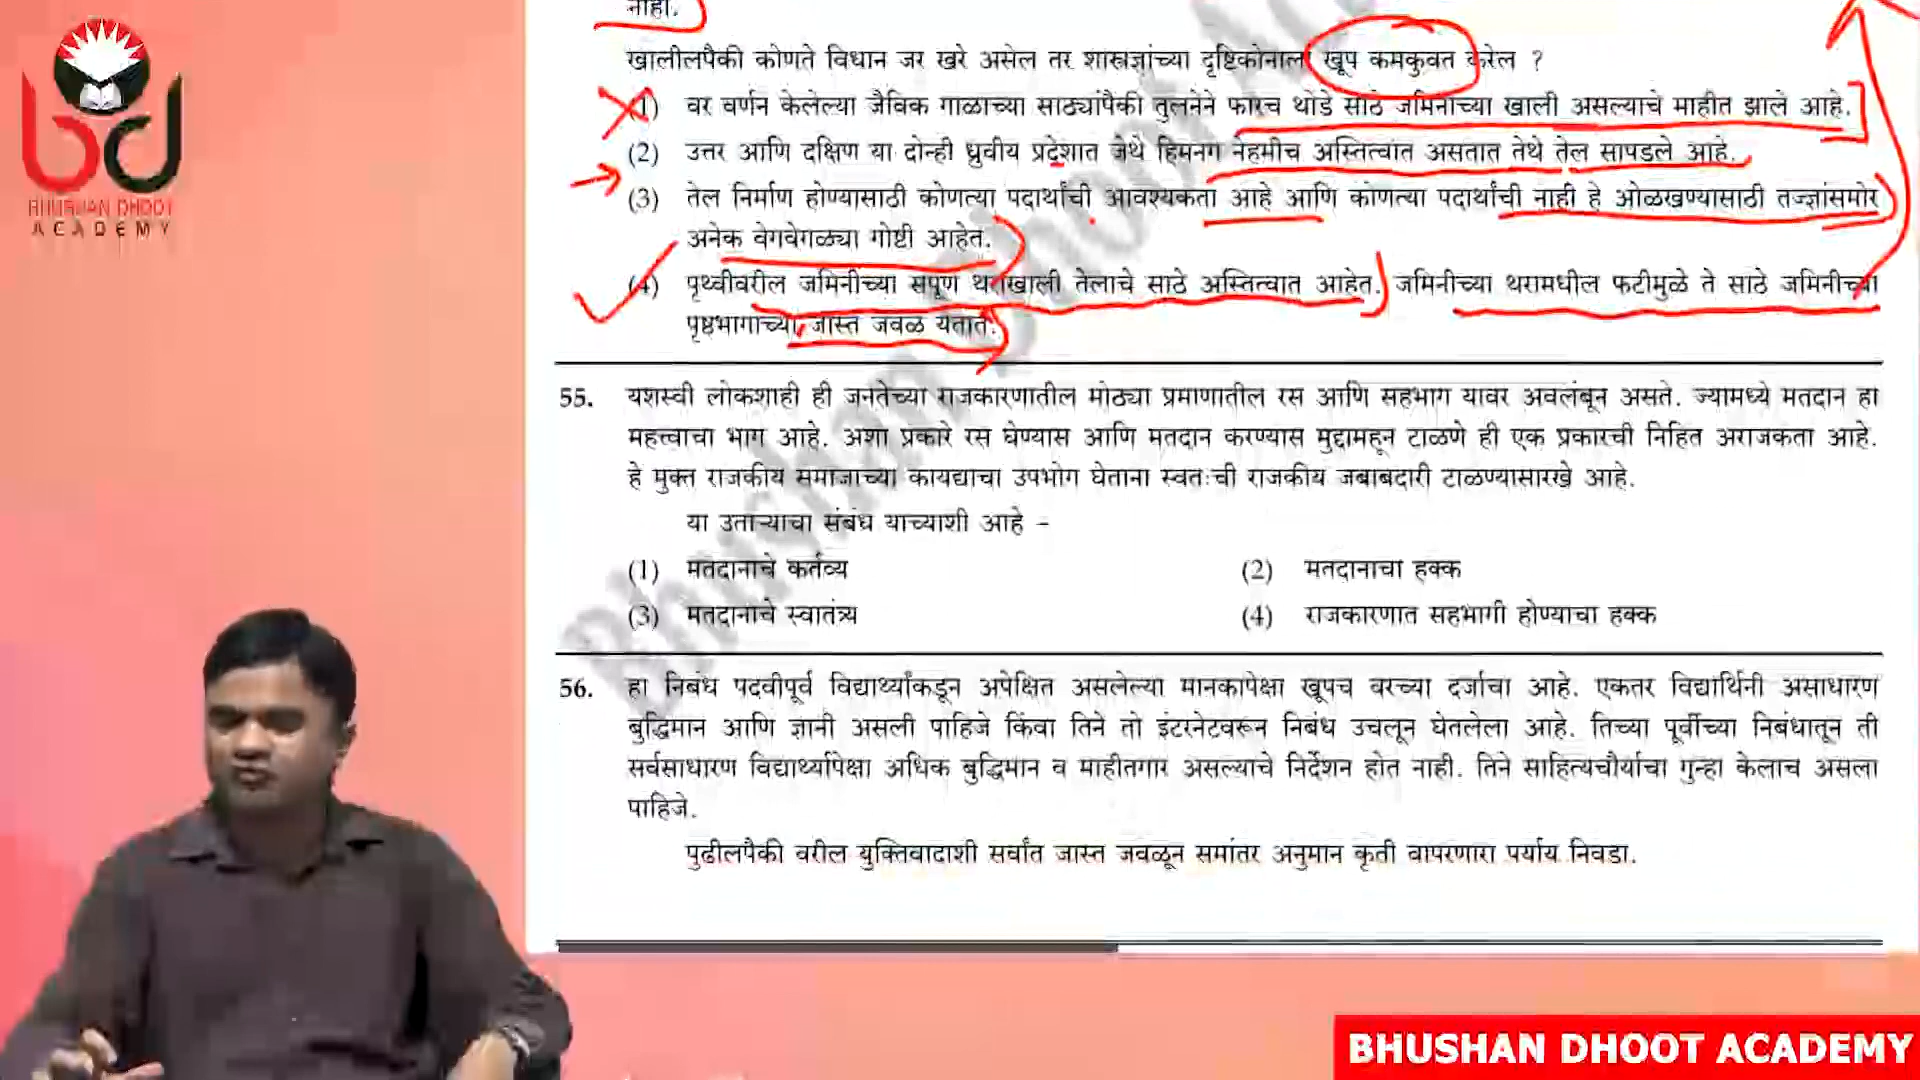 नाही.
खालीलपैकी कोणते विधान जर खरे असेल तर शास्त्रज्ञांच्या दृष्टिकोनाला खूप कमकुवत करेल ?
(1) वर वर्णन केलेल्या जैविक गाळाच्या साठ्यांपैकी तुलनेने फारच थोडे साठे जमिनीच्या खाली असल्याचे माहीत झाले आहे.
(2) उत्तर आणि दक्षिण या दोन्ही ध्रुवीय प्रदेशात जेथे हिमनग नेहमीच अस्तित्वांत असतात तेथे तेल सापडले आहे.
(3) तेल निर्माण होण्यासाठी कोणत्या पदार्थांची आवश्यकता आहे आणि कोणत्या पदार्थांची नाही हे ओळखण्यासाठी तज्ज्ञांसमोर
अनेक वेगवेगळ्या गोष्टी आहेत.
(4) पृथ्वीवरील जमिनीच्या संपूर्ण थराखाली तेलाचे साठे अस्तित्वात आहेत. जमिनीच्या थरामधील फटीमुळे ते साठे जमिनीच्या
पृष्ठभागाच्या जास्त जवळ येतात.
55. यशस्वी लोकशाही ही जनतेच्या राजकारणातील मोठ्या प्रमाणातील रस आणि सहभाग यावर अवलंबून असते. ज्यामध्ये मतदान हा
महत्त्वाचा भाग आहे. अशा प्रकारे रस घेण्यास आणि मतदान करण्यास मुद्दामहून टाळणे ही एक प्रकारची निहित अराजकता आहे.
हे मुक्त राजकीय समाजाच्या कायद्याचा उपभोग घेताना स्वतःची राजकीय जबाबदारी टाळण्यासारखे आहे.
या उताऱ्याचा संबंध याच्याशी आहे –
(1) मतदानाचे कर्तव्य (2) मतदानाचा हक्क
(3) मतदानाचे स्वातंत्र्य (4) राजकारणात सहभागी होण्याचा हक्क
56. हा निबंध पदवीपूर्व विद्यार्थ्यांकडून अपेक्षित असलेल्या मानकापेक्षा खूपच वरच्या दर्जाचा आहे. एकतर विद्यार्थिनी असाधारण
बुद्धिमान आणि ज्ञानी असली पाहिजे किंवा तिने तो इंटरनेटवरून निबंध उचलून घेतलेला आहे. तिच्या पूर्वीच्या निबंधातून ती
सर्वसाधारण विद्यार्थ्यापेक्षा अधिक बुद्धिमान व माहीतगार असल्याचे निर्देशन होत नाही. तिने साहित्यचौर्याचा गुन्हा केलाच असला
पाहिजे.
पुढीलपैकी वरील युक्तिवादाशी सर्वांत जास्त जवळून समांतर अनुमान कृती वापरणारा पर्याय निवडा.
bd
BHUSHAN DHOOT
ACADEMY
BHUSHAN DHOOT ACADEMY